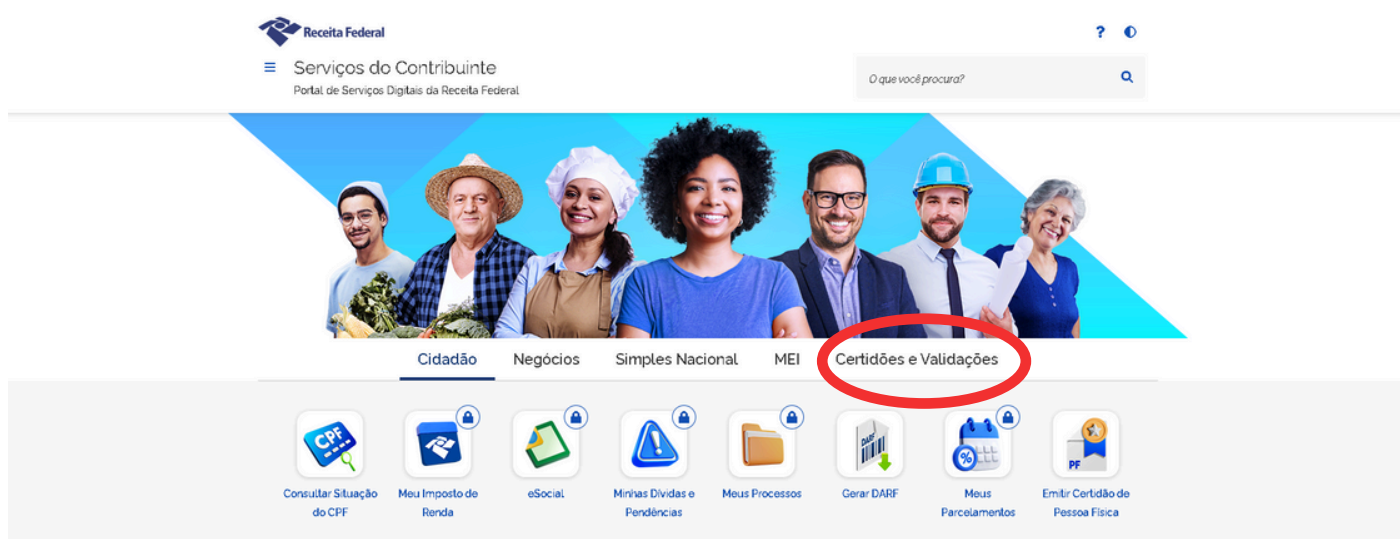 Receita Federal
?
Serviços do Contribuinte
Portal de Serviços Digitais da Receita Federal
O que você procura?
Cidadão Negócios Simples Nacional MEI Certidões e Validações
CPF
DARF
%
PF
Consultar Situação do CPF
Meu Imposto de Renda
eSocial
Minhas Dívidas e Pendências
Meus Processos
Gerar DARF
Meus Parcelamentos
Emitir Certidão de Pessoa Física